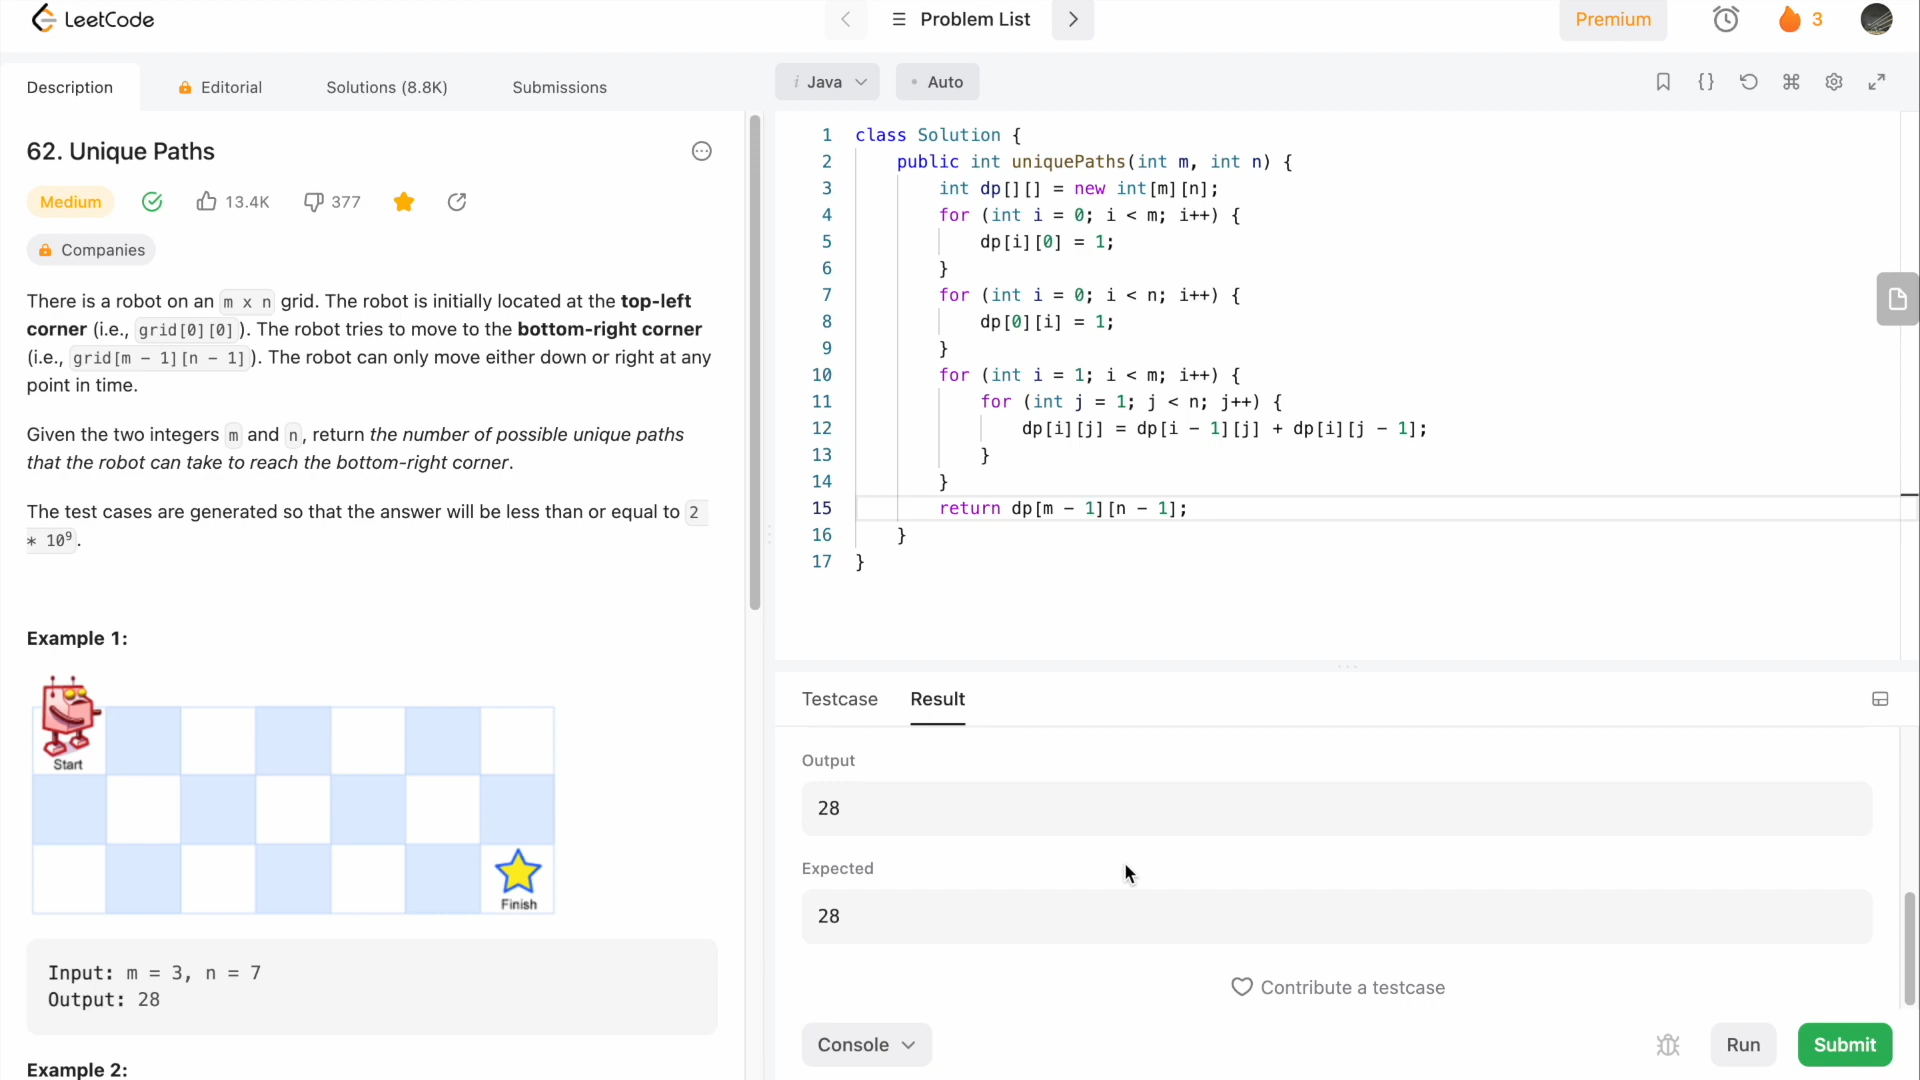 LeetCode
Problem List
Premium
3
Description
Editorial
Solutions (8.8K)
Submissions
62. Unique Paths
Medium
13.4K
377
Companies
There is a robot on an m x n grid. The robot is initially located at the top-left
corner (i.e., grid[0][0]). The robot tries to move to the bottom-right corner
(i.e., grid[m - 1][n - 1]). The robot can only move either down or right at any
point in time.
Given the two integers m and n, return the number of possible unique paths
that the robot can take to reach the bottom-right corner.
The test cases are generated so that the answer will be less than or equal to 2
* 10⁹.
Example 1:
Start
Finish
Input: m = 3, n = 7
Output: 28
Example 2:
i Java
• Auto
1 class Solution {
2 public int uniquePaths(int m, int n) {
3 int dp[][] = new int[m][n];
4 for (int i = 0; i < m; i++) {
5 dp[i][0] = 1;
6 }
7 for (int i = 0; i < n; i++) {
8 dp[0][i] = 1;
9 }
10 for (int i = 1; i < m; i++) {
11 for (int j = 1; j < n; j++) {
12 dp[i][j] = dp[i - 1][j] + dp[i][j - 1];
13 }
14 }
15 return dp[m - 1][n - 1];
16 }
17 }
Testcase
Result
Output
28
Expected
28
Contribute a testcase
Console
Run
Submit